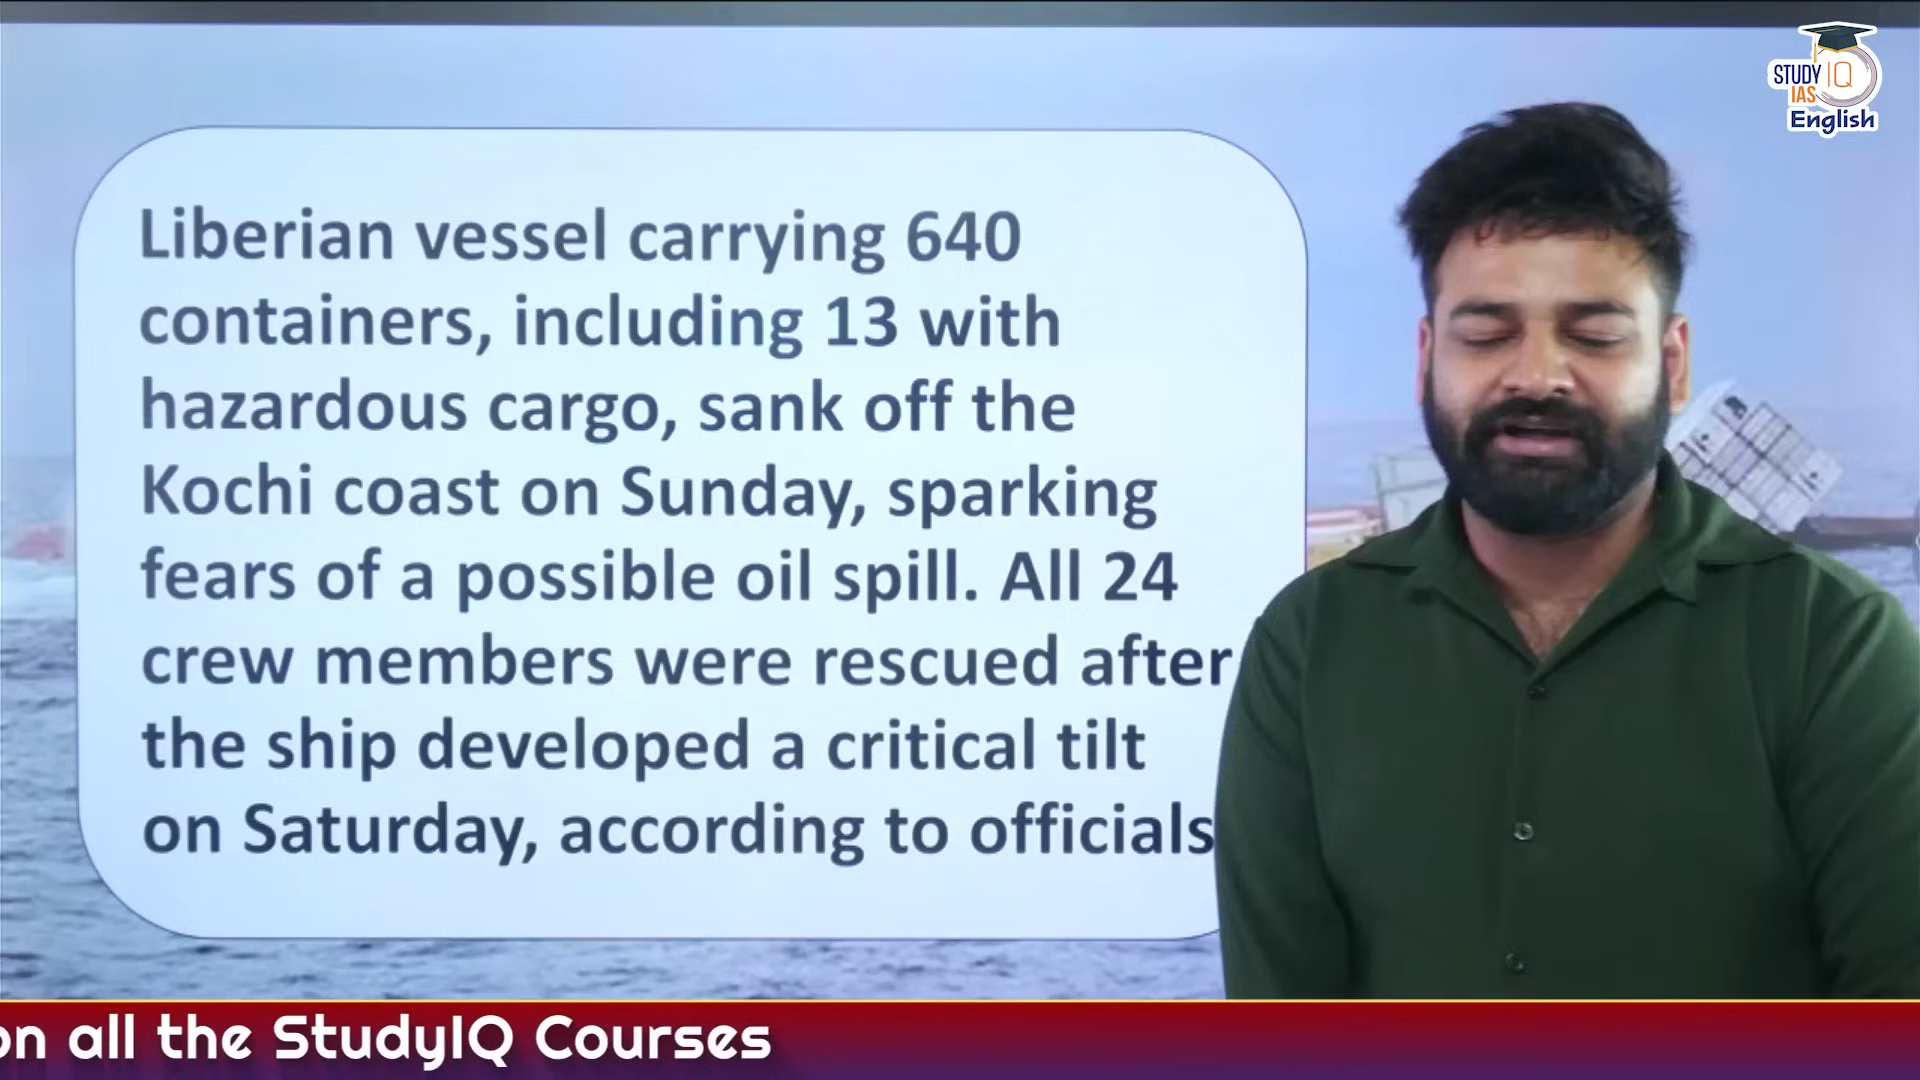 STUDY IQ
IAS
English
Liberian vessel carrying 640
containers, including 13 with
hazardous cargo, sank off the
Kochi coast on Sunday, sparking
fears of a possible oil spill. All 24
crew members were rescued after
the ship developed a critical tilt
on Saturday, according to officials
on all the StudyIQ Courses